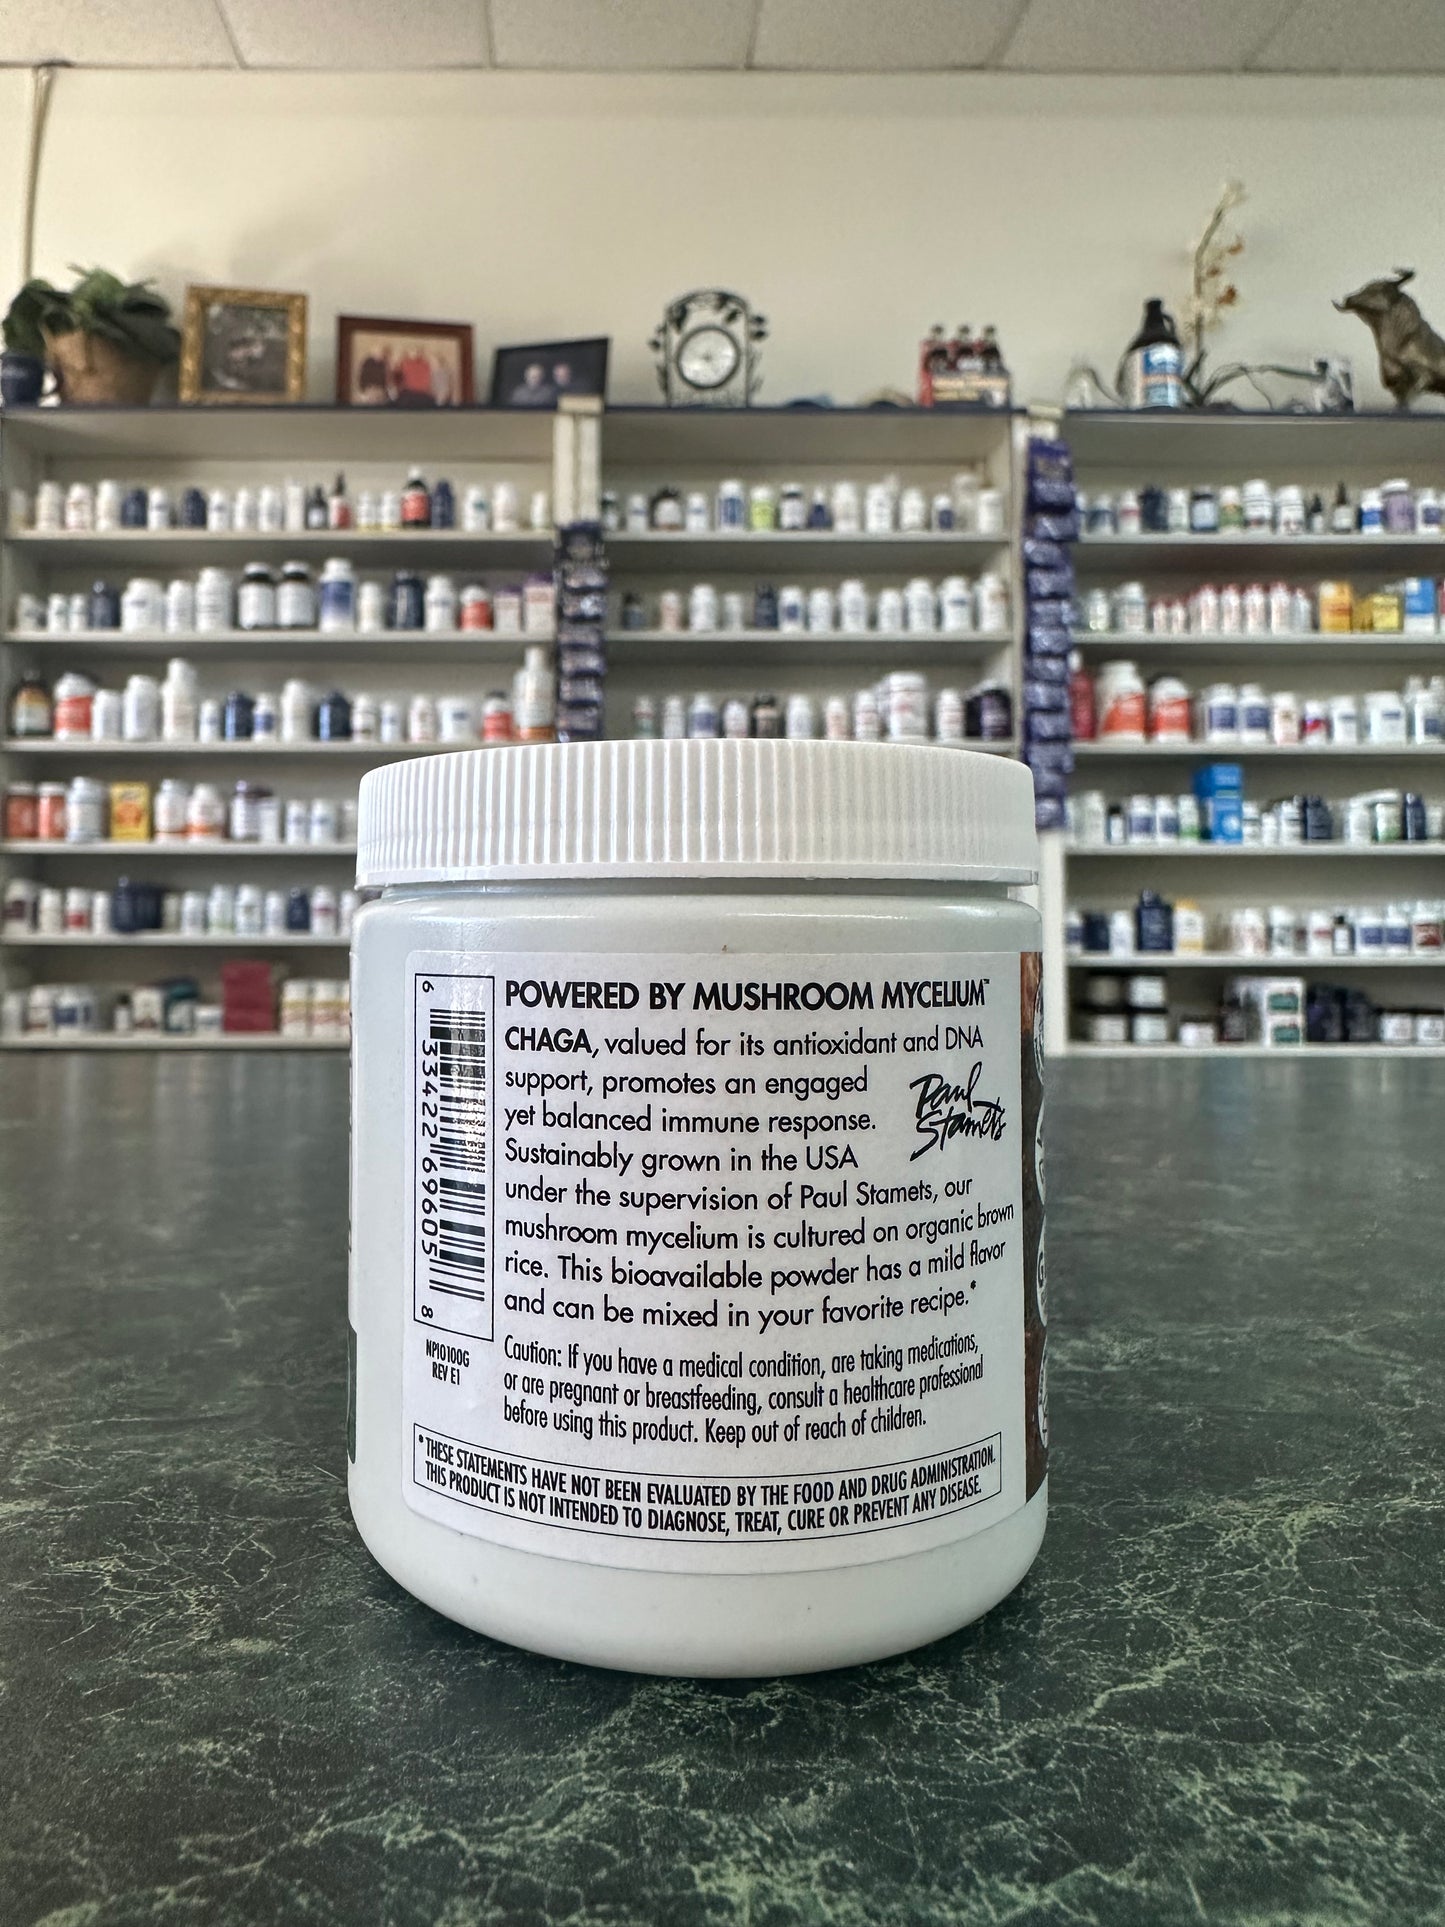 POWERED BY MUSHROOM MYCELIUM™
CHAGA, valued for its antioxidant and DNA
support, promotes an engaged
yet balanced immune response.
Sustainably grown in the USA
under the supervision of Paul Stamets, our
mushroom mycelium is cultured on organic brown
rice. This bioavailable powder has a mild flavor
and can be mixed in your favorite recipe.*
Paul
Stamets
Caution: If you have a medical condition, are taking medications,
or are pregnant or breastfeeding, consult a healthcare professional
before using this product. Keep out of reach of children.
6 33422 69605 8
NP10100G
REV E1
*THESE STATEMENTS HAVE NOT BEEN EVALUATED BY THE FOOD AND DRUG ADMINISTRATION.
THIS PRODUCT IS NOT INTENDED TO DIAGNOSE, TREAT, CURE OR PREVENT ANY DISEASE.